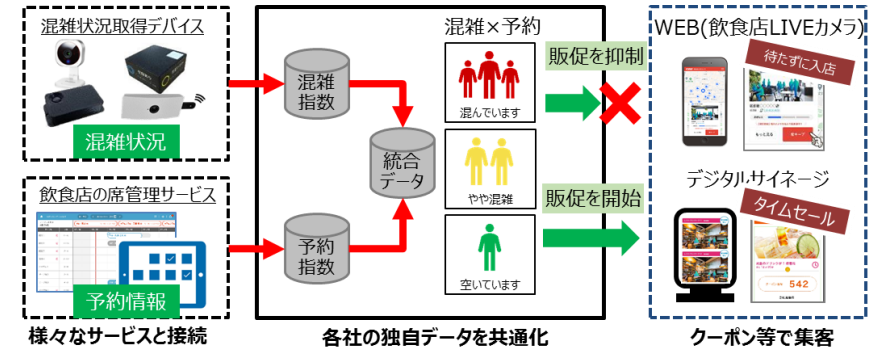 混雑状況取得デバイス
混雑状況
飲食店の席管理サービス
予約情報
様々なサービスと接続
混雑
指数
統合
データ
予約
指数
混雑×予約
混んでいます
やや混雑
空いています
販促を抑制
販促を開始
各社の独自データを共通化
WEB(飲食店LIVEカメラ)
待たずに入店
もっと見る
デジタルサイネージ
タイムセール
542
クーポン等で集客